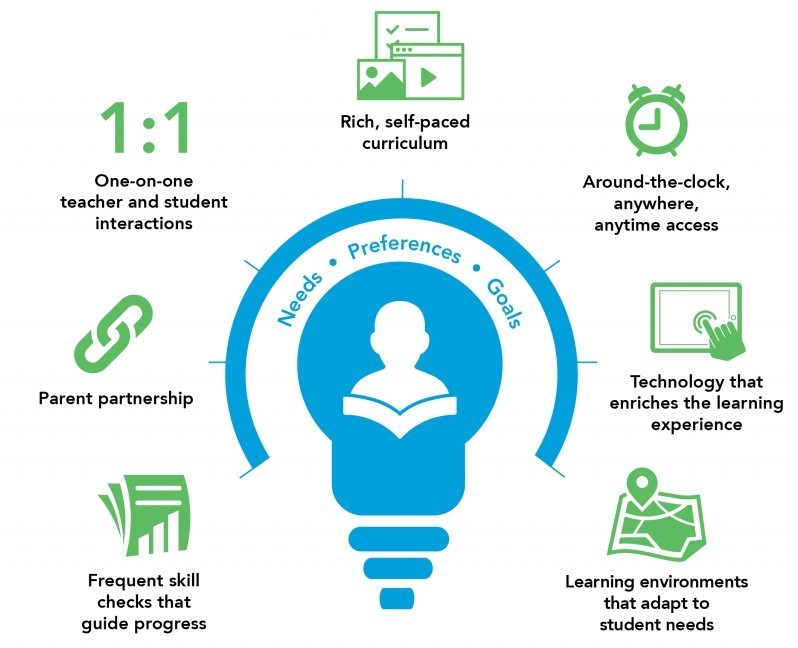 Rich, self-paced
curriculum
1:1
One-on-one
teacher and student
interactions
Around-the-clock,
anywhere,
anytime access
Needs • Preferences • Goals
Parent partnership
Technology that
enriches the learning
experience
Frequent skill
checks that
guide progress
Learning environments
that adapt to
student needs